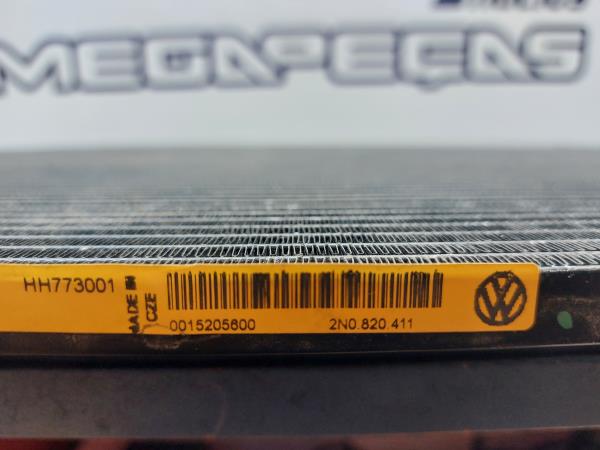 MEGAPEÇAS
HH773001
MADE IN
CZE
0015205600
2N0.820.411